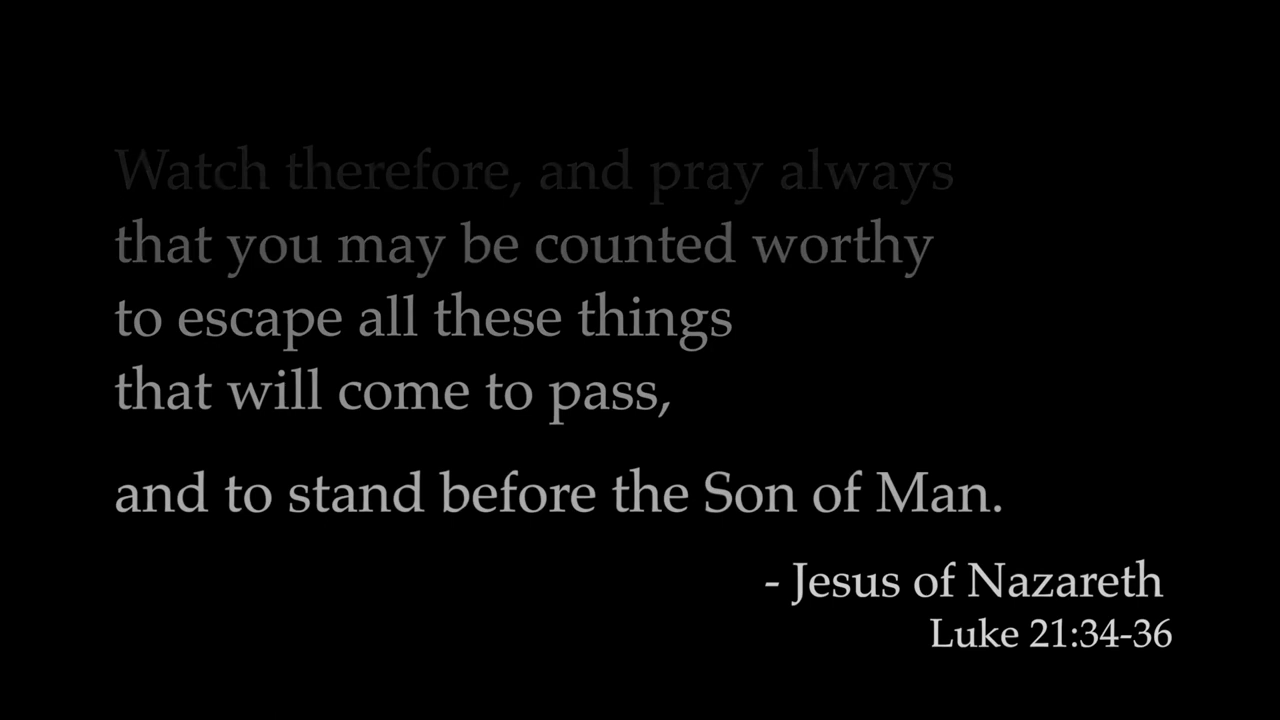 Watch therefore, and pray always
that you may be counted worthy
to escape all these things
that will come to pass,
and to stand before the Son of Man.
- Jesus of Nazareth
Luke 21:34-36